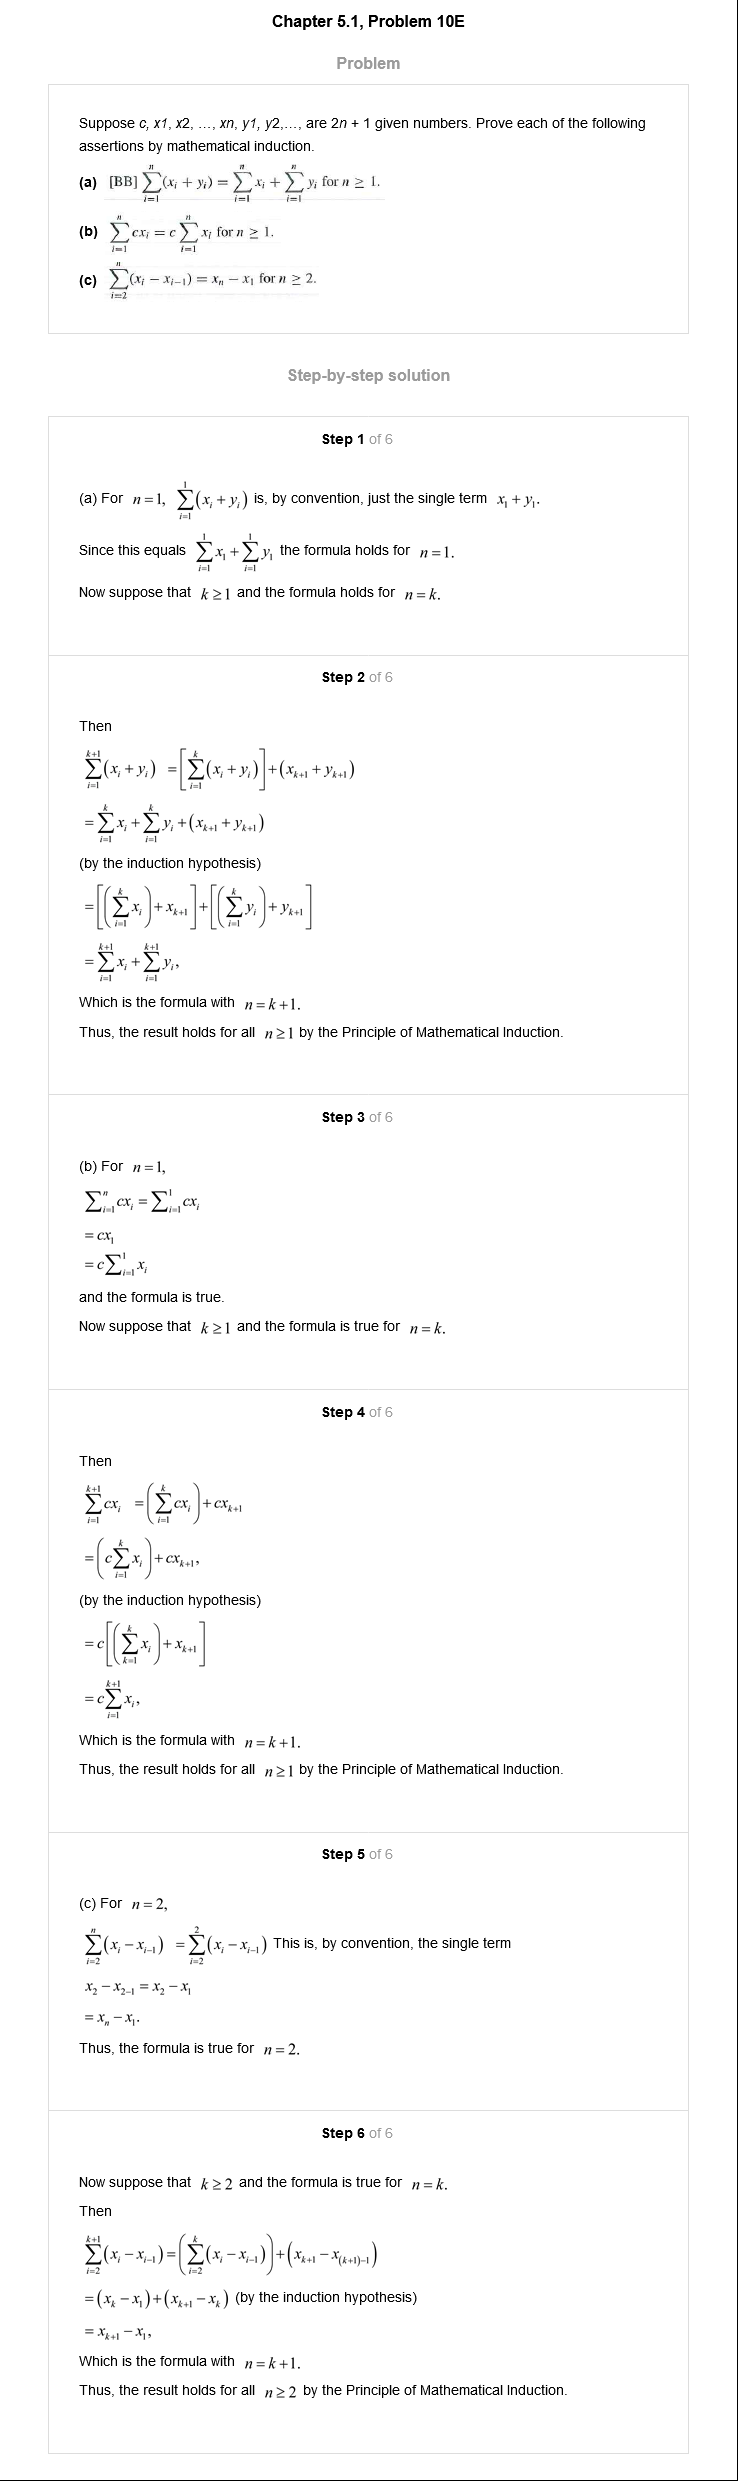 Chapter 5.1, Problem 10E
Problem
Suppose c, x1, x2, …, xn, y1, y2,…, are 2n + 1 given numbers. Prove each of the following
assertions by mathematical induction.
(a) [BB] $\sum_{i=1}^{n}(x_i + y_i) = \sum_{i=1}^{n} x_i + \sum_{i=1}^{n} y_i$ for $n \geq 1$.
(b) $\sum_{i=1}^{n} cx_i = c\sum_{i=1}^{n} x_i$ for $n \geq 1$.
(c) $\sum_{i=2}^{n}(x_i - x_{i-1}) = x_n - x_1$ for $n \geq 2$.
Step-by-step solution
Step 1 of 6
(a) For $n = 1$, $\sum_{i=1}^{1}(x_i + y_i)$ is, by convention, just the single term $x_1 + y_1$.
Since this equals $\sum_{i=1}^{1} x_1 + \sum_{i=1}^{1} y_1$ the formula holds for $n = 1$.
Now suppose that $k \geq 1$ and the formula holds for $n = k$.
Step 2 of 6
Then
$\sum_{i=1}^{k+1}(x_i + y_i) = \left[\sum_{i=1}^{k}(x_i + y_i)\right] + (x_{k+1} + y_{k+1})$
$= \sum_{i=1}^{k} x_i + \sum_{i=1}^{k} y_i + (x_{k+1} + y_{k+1})$
(by the induction hypothesis)
$= \left[\left(\sum_{i=1}^{k} x_i\right) + x_{k+1}\right] + \left[\left(\sum_{i=1}^{k} y_i\right) + y_{k+1}\right]$
$= \sum_{i=1}^{k+1} x_i + \sum_{i=1}^{k+1} y_i,$
Which is the formula with $n = k + 1$.
Thus, the result holds for all $n \geq 1$ by the Principle of Mathematical Induction.
Step 3 of 6
(b) For $n = 1$,
$\sum_{i=1}^{n} cx_i = \sum_{i=1}^{1} cx_i$
$= cx_1$
$= c\sum_{i=1}^{1} x_i$
and the formula is true.
Now suppose that $k \geq 1$ and the formula is true for $n = k$.
Step 4 of 6
Then
$\sum_{i=1}^{k+1} cx_i = \left(\sum_{i=1}^{k} cx_i\right) + cx_{k+1}$
$= \left(c\sum_{i=1}^{k} x_i\right) + cx_{k+1},$
(by the induction hypothesis)
$= c\left[\left(\sum_{k=1}^{k} x_i\right) + x_{k+1}\right]$
$= c\sum_{i=1}^{k+1} x_i,$
Which is the formula with $n = k + 1$.
Thus, the result holds for all $n \geq 1$ by the Principle of Mathematical Induction.
Step 5 of 6
(c) For $n = 2$,
$\sum_{i=2}^{n}(x_i - x_{i-1}) = \sum_{i=2}^{2}(x_i - x_{i-1})$ This is, by convention, the single term
$x_2 - x_{2-1} = x_2 - x_1$
$= x_n - x_1.$
Thus, the formula is true for $n = 2$.
Step 6 of 6
Now suppose that $k \geq 2$ and the formula is true for $n = k$.
Then
$\sum_{i=2}^{k+1}(x_i - x_{i-1}) = \left(\sum_{i=2}^{k}(x_i - x_{i-1})\right) + (x_{k+1} - x_{(k+1)-1})$
$= (x_k - x_1) + (x_{k+1} - x_k)$ (by the induction hypothesis)
$= x_{k+1} - x_1,$
Which is the formula with $n = k + 1$.
Thus, the result holds for all $n \geq 2$ by the Principle of Mathematical Induction.